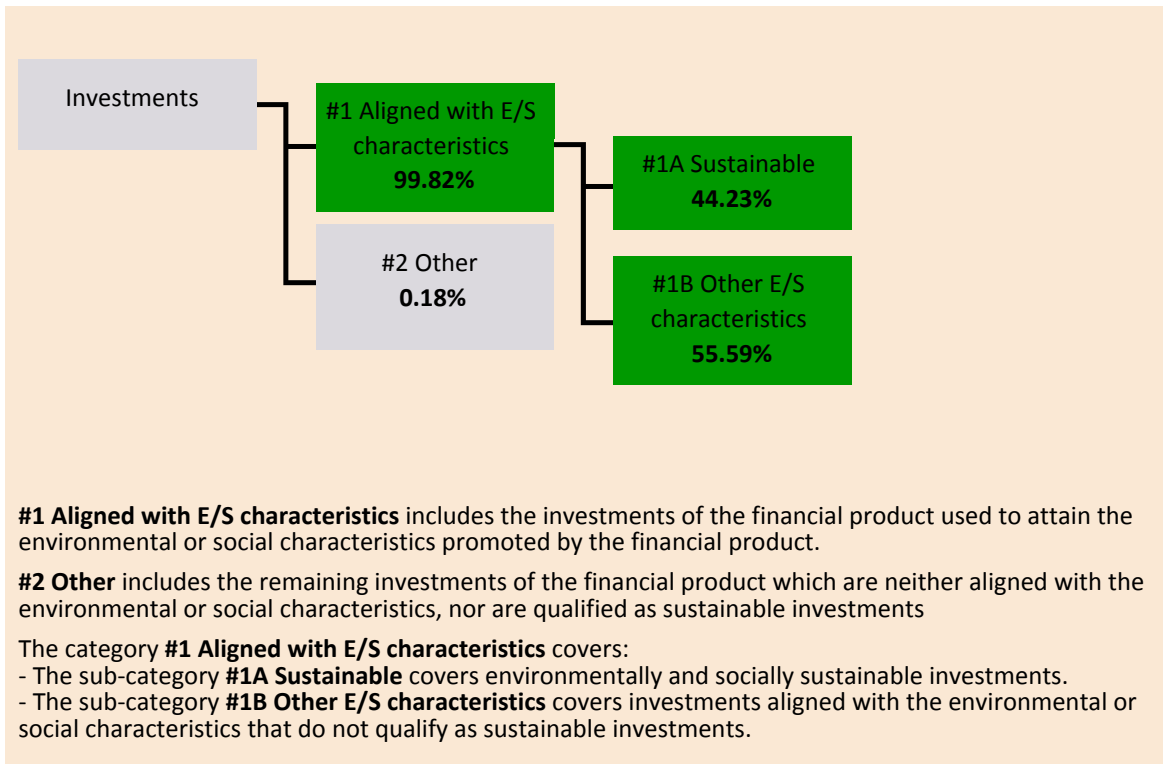 Investments
#1 Aligned with E/S
characteristics
99.82%
#1A Sustainable
44.23%
#2 Other
0.18%
#1B Other E/S
characteristics
55.59%
#1 Aligned with E/S characteristics includes the investments of the financial product used to attain the
environmental or social characteristics promoted by the financial product.
#2 Other includes the remaining investments of the financial product which are neither aligned with the
environmental or social characteristics, nor are qualified as sustainable investments
The category #1 Aligned with E/S characteristics covers:
- The sub-category #1A Sustainable covers environmentally and socially sustainable investments.
- The sub-category #1B Other E/S characteristics covers investments aligned with the environmental or
social characteristics that do not qualify as sustainable investments.